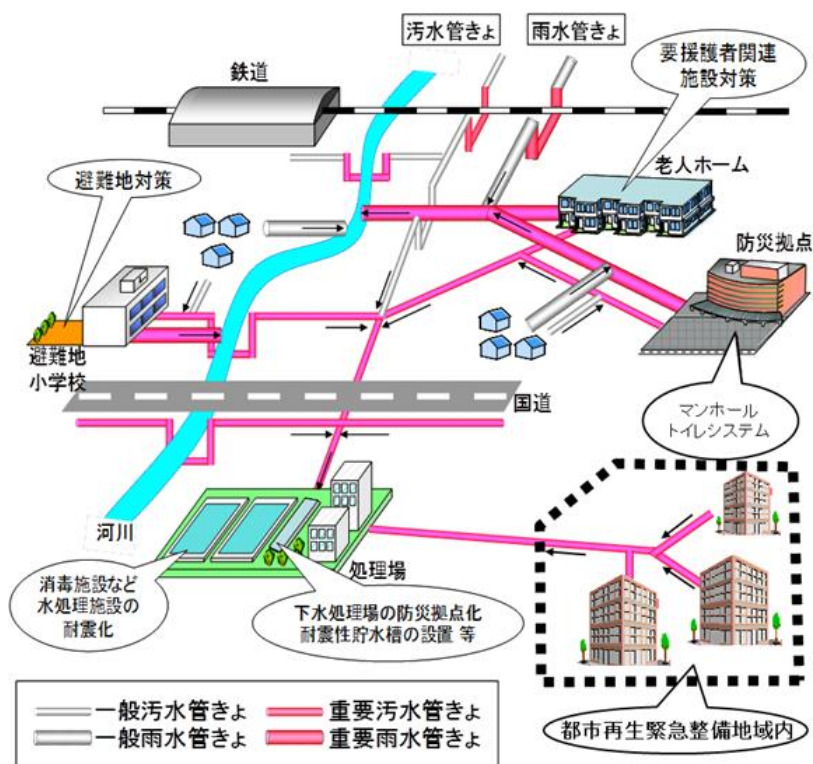 汚水管きょ
雨水管きょ
鉄道
要援護者関連
施設対策
避難地対策
老人ホーム
防災拠点
避難地
小学校
国道
マンホール
トイレシステム
河川
処理場
消毒施設など
水処理施設の
耐震化
下水処理場の防災拠点化
耐震性貯水槽の設置 等
一般汚水管きょ
重要汚水管きょ
一般雨水管きょ
重要雨水管きょ
都市再生緊急整備地域内